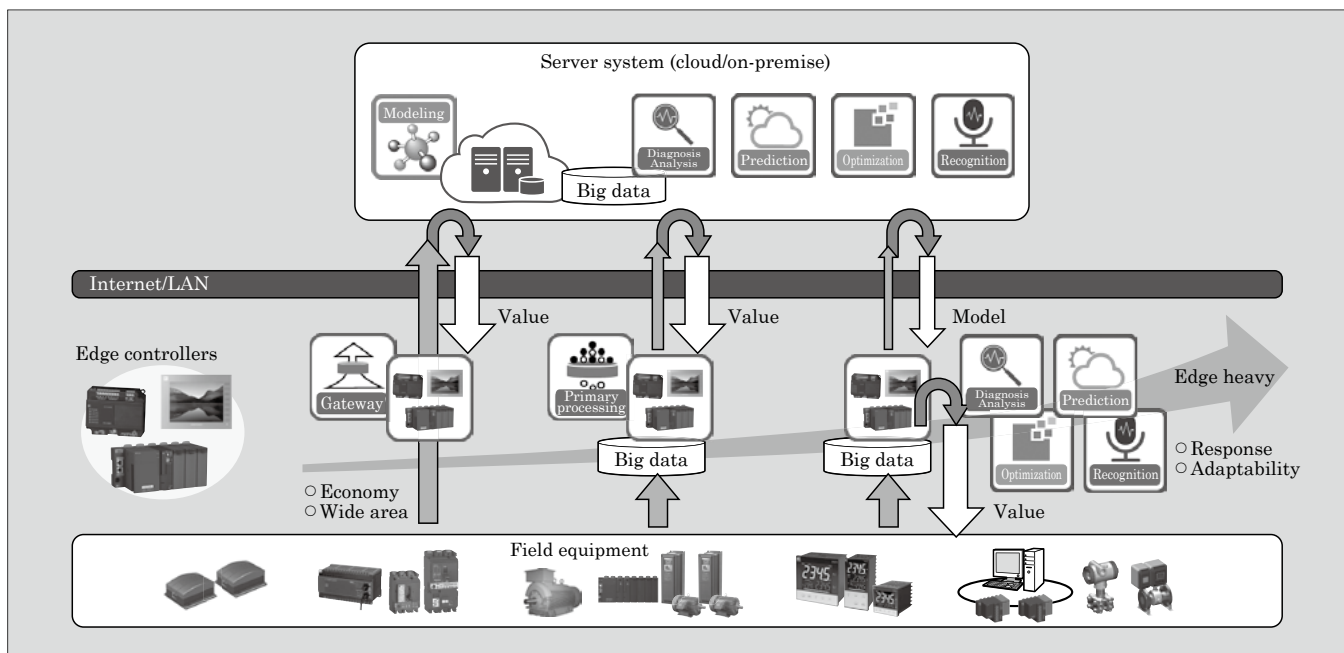 Server system (cloud/on-premise)
Modeling
Diagnosis
Analysis
Prediction
Optimization
Recognition
Big data
Internet/LAN
Value
Value
Model
Edge controllers
Gateway
Primary
processing
Diagnosis
Analysis
Prediction
Edge heavy
Big data
Big data
Optimization
Recognition
○ Response
○ Adaptability
○ Economy
○ Wide area
Value
Field equipment
2345
2345
2345